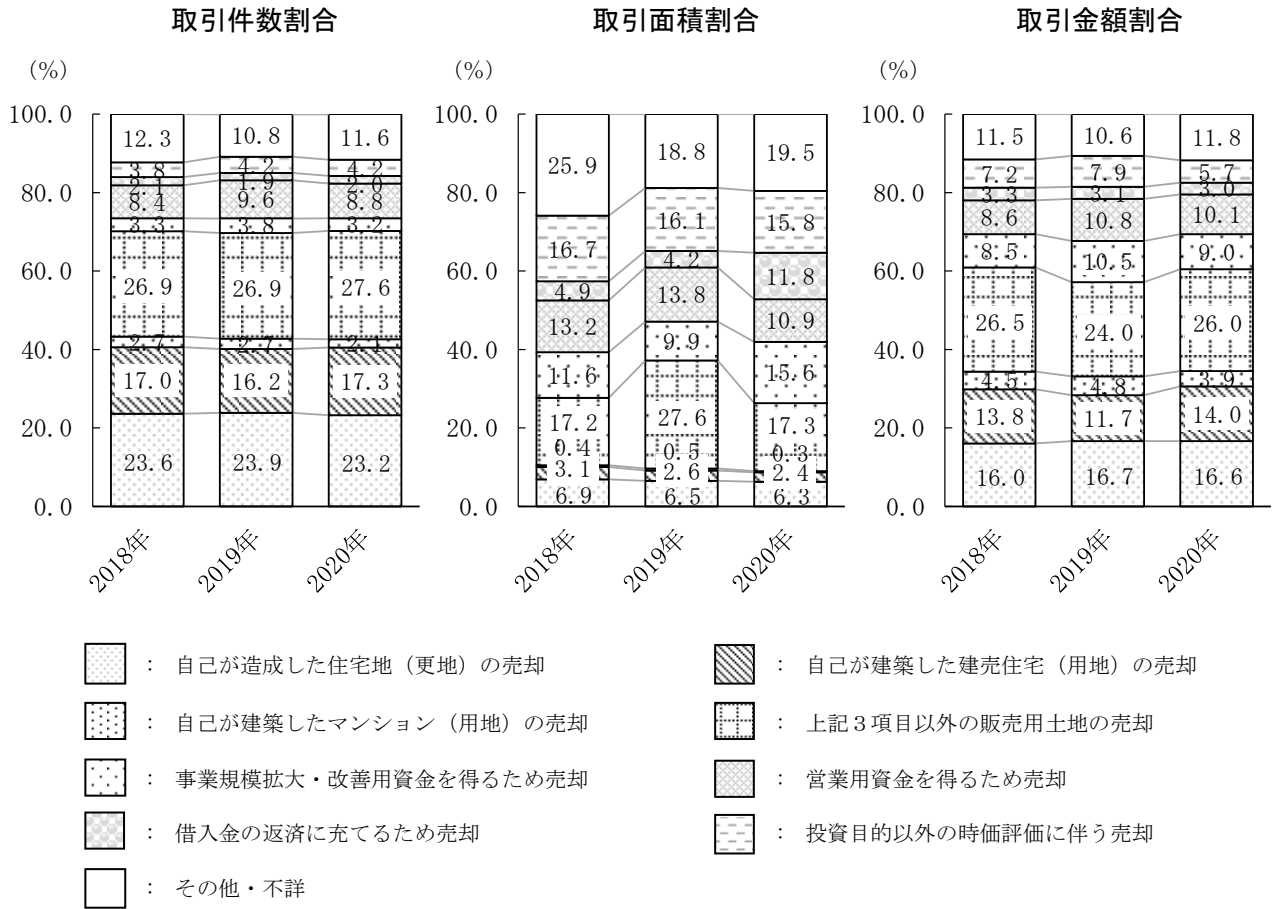 取引件数割合 取引面積割合 取引金額割合
（%） （%） （%）
100.0 100.0 100.0
80.0 80.0 80.0
60.0 60.0 60.0
40.0 40.0 40.0
20.0 20.0 20.0
0.0 0.0 0.0
12.3 10.8 11.6
3.8 4.2 4.2
2.1 1.9 2.0
8.4 9.6 8.8
3.3 3.8 3.2
26.9 26.9 27.6
2.7 2.7 2.1
17.0 16.2 17.3
23.6 23.9 23.2
2018年 2019年 2020年
25.9 18.8 19.5
16.7 16.1 15.8
4.9 4.2 11.8
13.2 13.8 10.9
11.6 9.9 15.6
17.2 27.6 17.3
0.4 0.5 0.3
3.1 2.6 2.4
6.9 6.5 6.3
2018年 2019年 2020年
11.5 10.6 11.8
7.2 7.9 5.7
3.3 3.1 3.0
8.6 10.8 10.1
8.5 10.5 9.0
26.5 24.0 26.0
4.5 4.8 3.9
13.8 11.7 14.0
16.0 16.7 16.6
2018年 2019年 2020年
： 自己が造成した住宅地（更地）の売却 ： 自己が建築した建売住宅（用地）の売却
： 自己が建築したマンション（用地）の売却 ： 上記３項目以外の販売用土地の売却
： 事業規模拡大・改善用資金を得るため売却 ： 営業用資金を得るため売却
： 借入金の返済に充てるため売却 ： 投資目的以外の時価評価に伴う売却
： その他・不詳